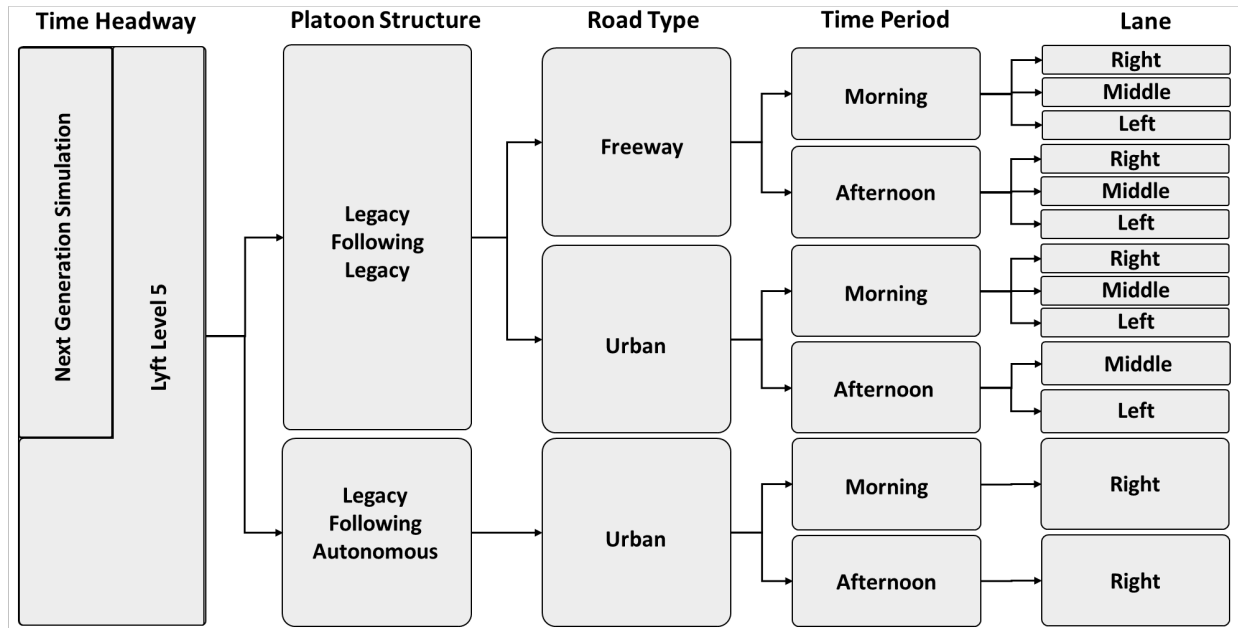 Time Headway
Platoon Structure
Road Type
Time Period
Lane
Next Generation Simulation
Lyft Level 5
Legacy
Following
Legacy
Freeway
Morning
Right
Middle
Left
Afternoon
Right
Middle
Left
Urban
Morning
Right
Middle
Left
Afternoon
Middle
Left
Legacy
Following
Autonomous
Urban
Morning
Right
Afternoon
Right